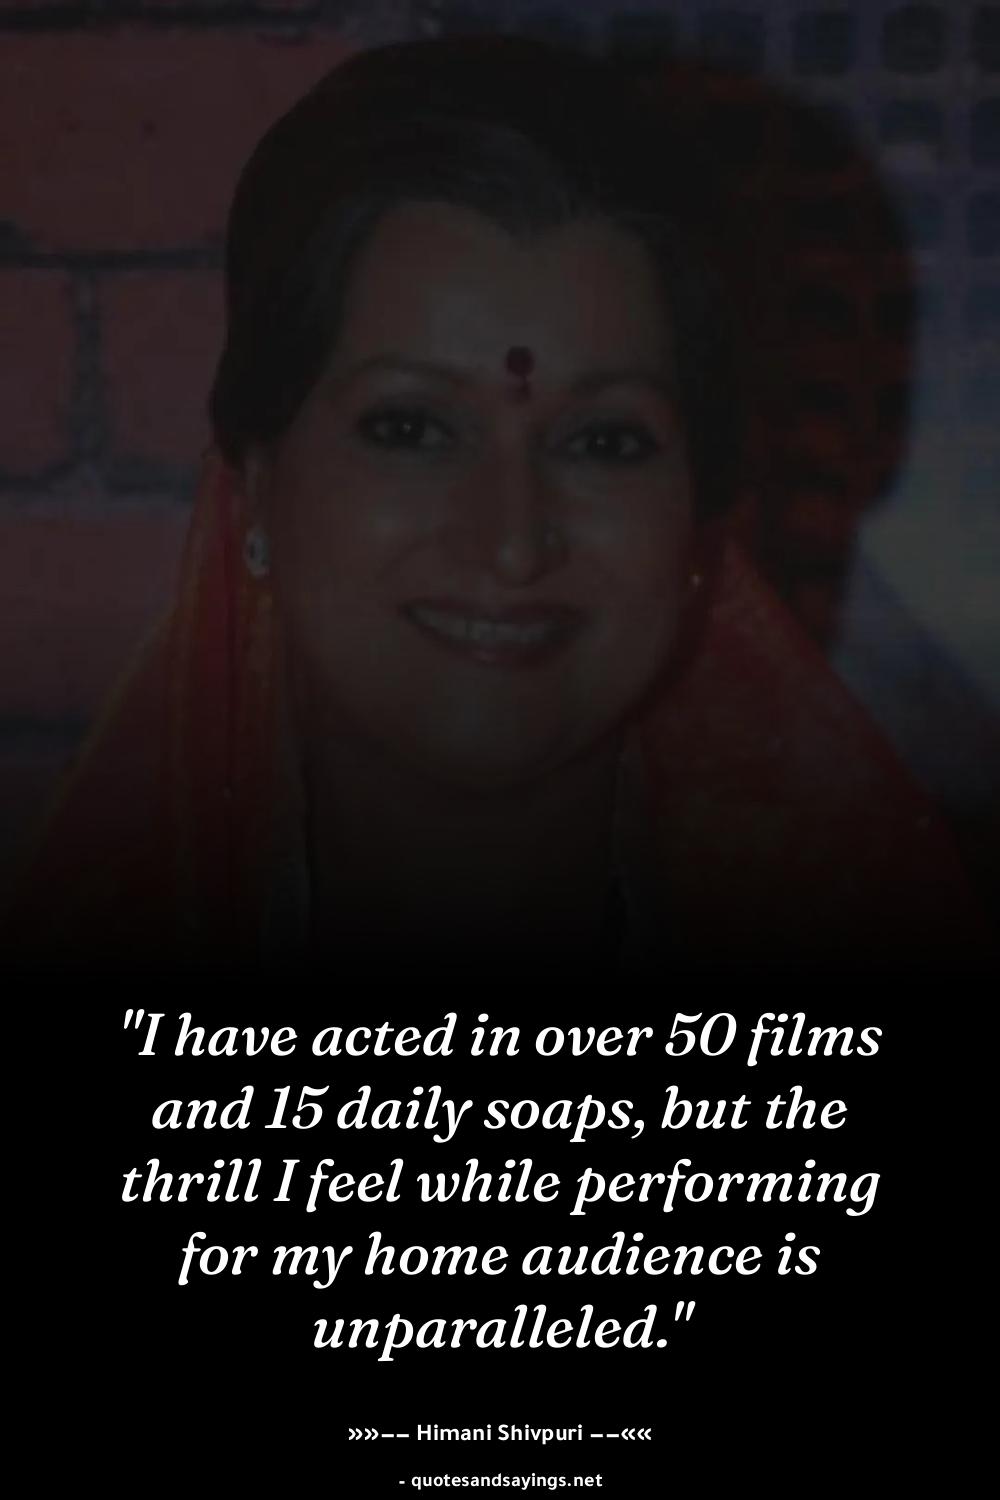 "I have acted in over 50 films
and 15 daily soaps, but the
thrill I feel while performing
for my home audience is
unparalleled."
»»–– Himani Shivpuri ––««
- quotesandsayings.net